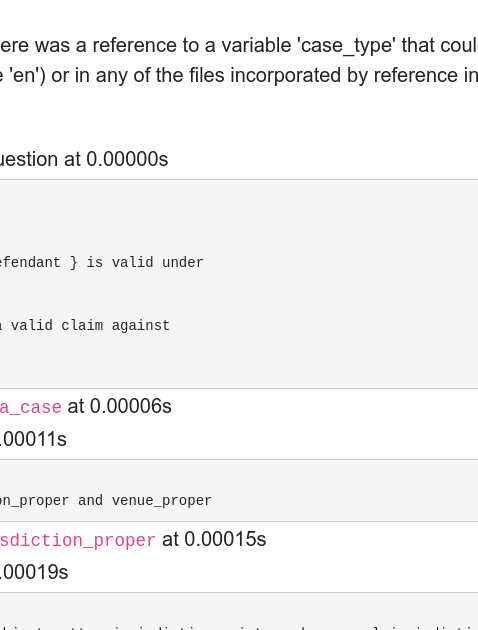 ere was a reference to a variable 'case_type' that coul
e 'en') or in any of the files incorporated by reference in
uestion at 0.00000s
efendant } is valid under
a valid claim against
a_case at 0.00006s
.00011s
on_proper and venue_proper
sdiction_proper at 0.00015s
.00019s